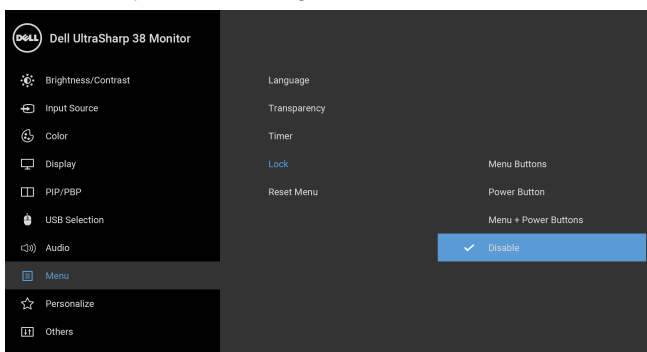 DELL Dell UltraSharp 38 Monitor
Brightness/Contrast
Input Source
Color
Display
PIP/PBP
USB Selection
Audio
Menu
Personalize
Others
Language
Transparency
Timer
Lock
Reset Menu
Menu Buttons
Power Button
Menu + Power Buttons
Disable